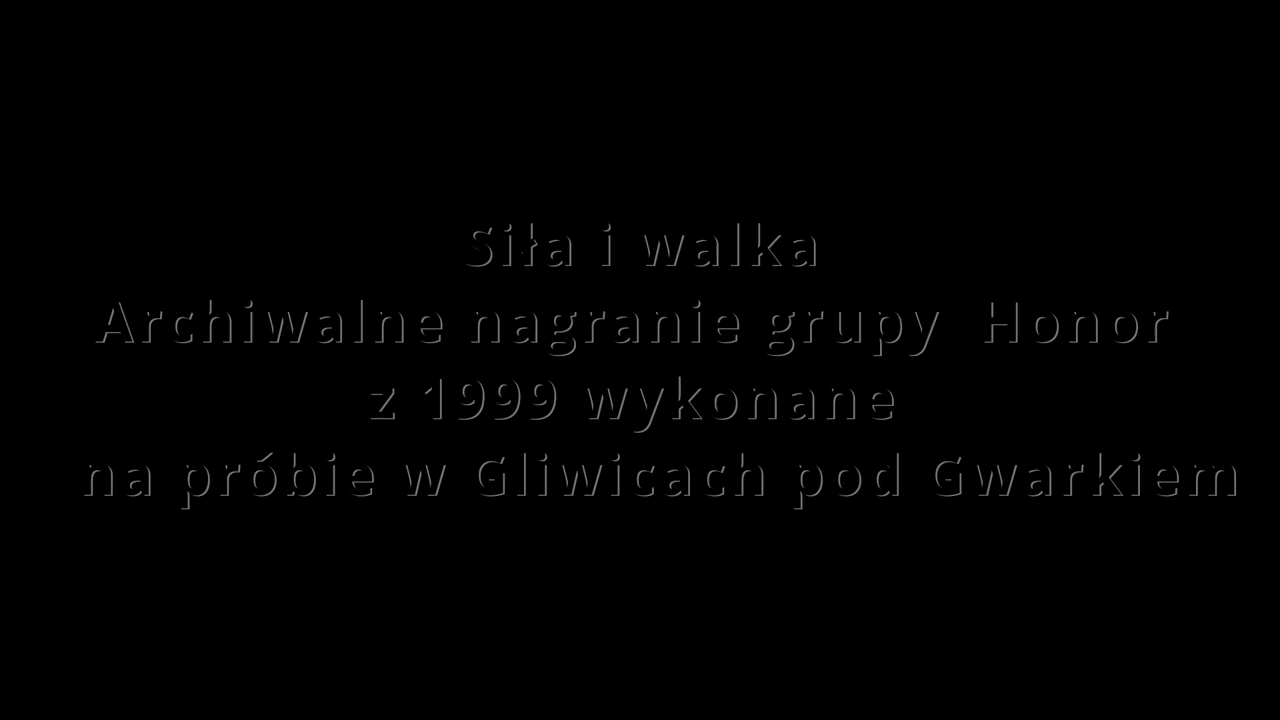 Siła i walka
Archiwalne nagranie grupy  Honor
z 1999 wykonane
na próbie w Gliwicach pod Gwarkiem